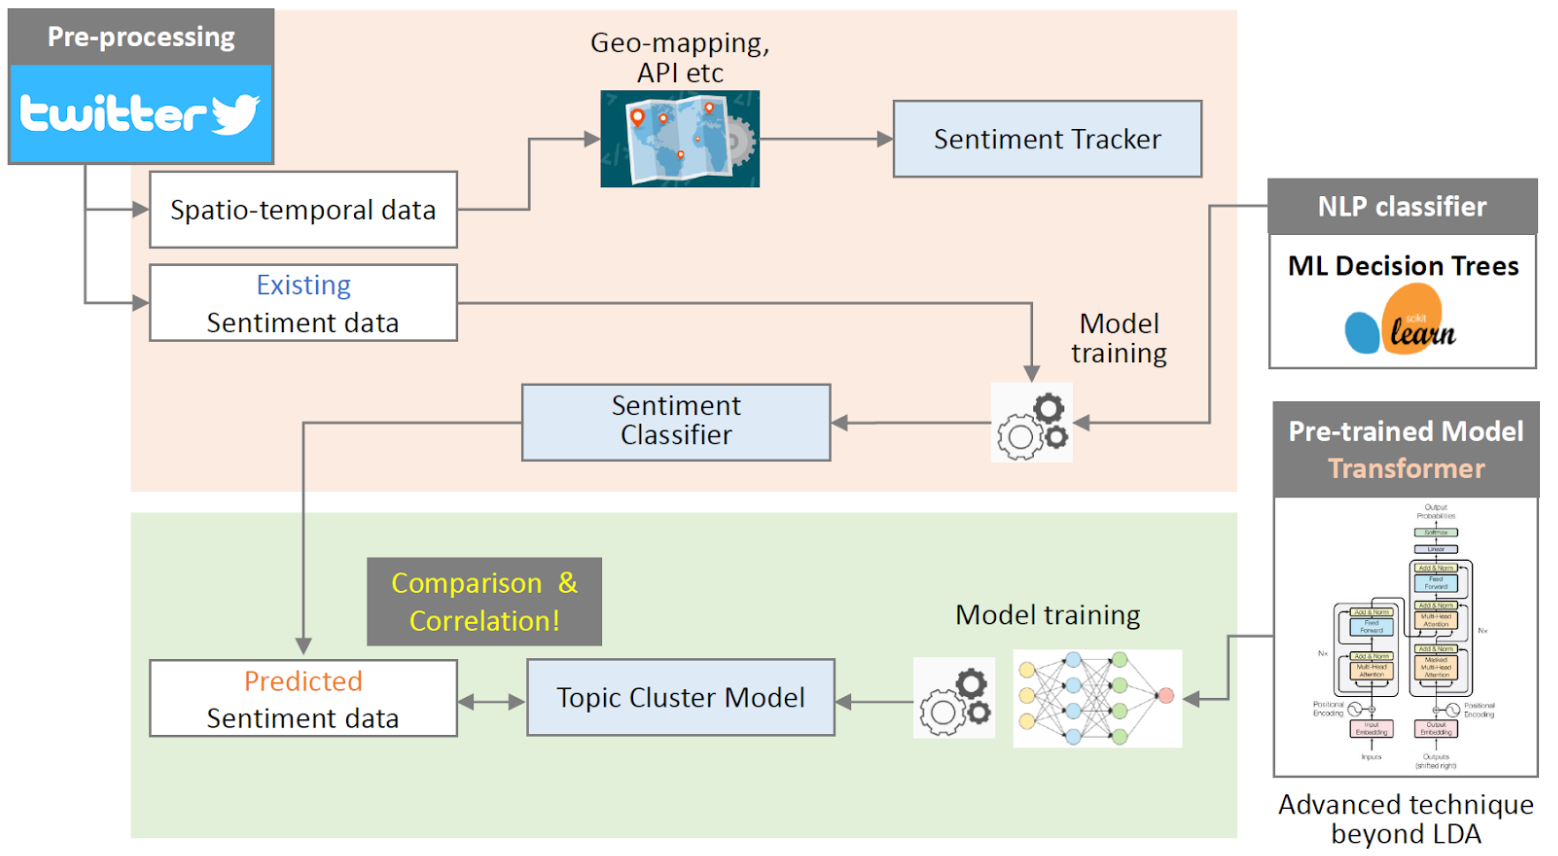 Pre-processing
twitter
Geo-mapping,
API etc
Sentiment Tracker
Spatio-temporal data
Existing
Sentiment data
NLP classifier
ML Decision Trees
scikit
learn
Model
training
Sentiment
Classifier
Pre-trained Model
Transformer
Output
Probabilities
Softmax
Linear
Add & Norm
Feed
Forward
Add & Norm
Multi-Head
Attention
Add & Norm
Feed
Forward
Nx
Add & Norm
Masked
Multi-Head
Attention
Nx
Add & Norm
Multi-Head
Attention
Positional
Encoding
Positional
Encoding
Input
Embedding
Output
Embedding
Inputs
Outputs
(shifted right)
Advanced technique
beyond LDA
Comparison &
Correlation!
Model training
Predicted
Sentiment data
Topic Cluster Model